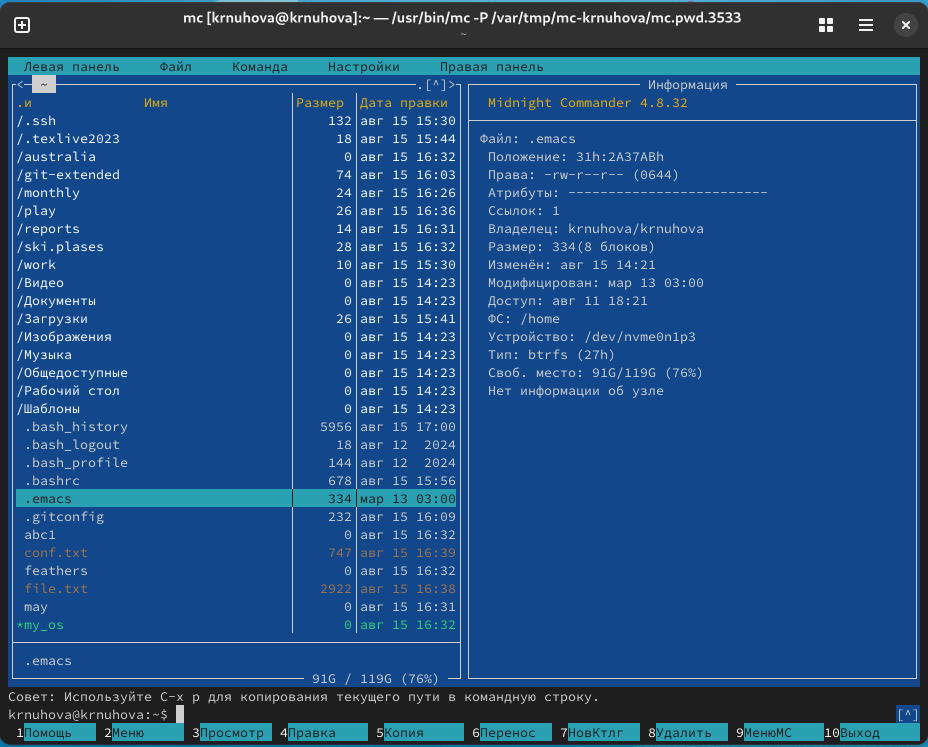 mc [krnuhova@krnuhova]:~ — /usr/bin/mc -P /var/tmp/mc-krnuhova/mc.pwd.3533
~
Левая панель Файл Команда Настройки Правая панель
<─ ~ .[^]>
.и Имя Размер Дата правки
/.ssh 132 авг 15 15:30
/.texlive2023 18 авг 15 15:44
/australia 0 авг 15 16:32
/git-extended 74 авг 15 16:03
/monthly 24 авг 15 16:26
/play 26 авг 15 16:36
/reports 14 авг 15 16:31
/ski.plases 28 авг 15 16:32
/work 10 авг 15 15:30
/Видео 0 авг 15 14:23
/Документы 0 авг 15 14:23
/Загрузки 26 авг 15 15:41
/Изображения 0 авг 15 14:23
/Музыка 0 авг 15 14:23
/Общедоступные 0 авг 15 14:23
/Рабочий стол 0 авг 15 14:23
/Шаблоны 0 авг 15 14:23
.bash_history 5956 авг 15 17:00
.bash_logout 18 авг 12 2024
.bash_profile 144 авг 12 2024
.bashrc 678 авг 15 15:56
.emacs 334 мар 13 03:00
.gitconfig 232 авг 15 16:09
abc1 0 авг 15 16:32
conf.txt 747 авг 15 16:39
feathers 0 авг 15 16:32
file.txt 2922 авг 15 16:38
may 0 авг 15 16:31
*my_os 0 авг 15 16:32
.emacs
91G / 119G (76%)
Информация
Midnight Commander 4.8.32
Файл: .emacs
Положение: 31h:2A37ABh
Права: -rw-r--r-- (0644)
Атрибуты: -------------------------
Ссылок: 1
Владелец: krnuhova/krnuhova
Размер: 334(8 блоков)
Изменён: авг 15 14:21
Модифицирован: мар 13 03:00
Доступ: авг 11 18:21
ФС: /home
Устройство: /dev/nvme0n1p3
Тип: btrfs (27h)
Своб. место: 91G/119G (76%)
Нет информации об узле
Совет: Используйте C-x p для копирования текущего пути в командную строку.
krnuhova@krnuhova:~$ [^]
1Помощь 2Меню 3Просмотр 4Правка 5Копия 6Перенос 7НовКтлг 8Удалить 9МенюMC 10Выход